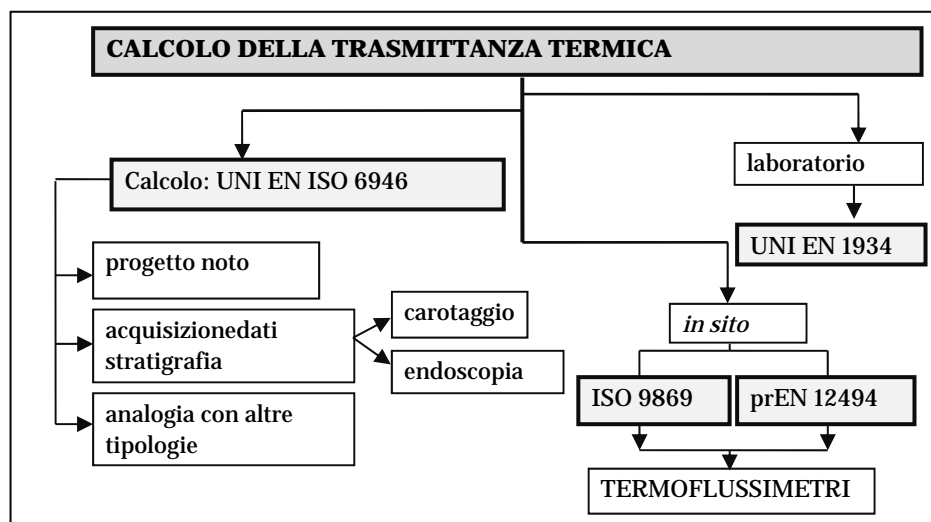 CALCOLO DELLA TRASMITTANZA TERMICA
Calcolo: UNI EN ISO 6946
laboratorio
UNI EN 1934
progetto noto
acquisizionedati
stratigrafia
carotaggio
endoscopia
analogia con altre
tipologie
in sito
ISO 9869
prEN 12494
TERMOFLUSSIMETRI